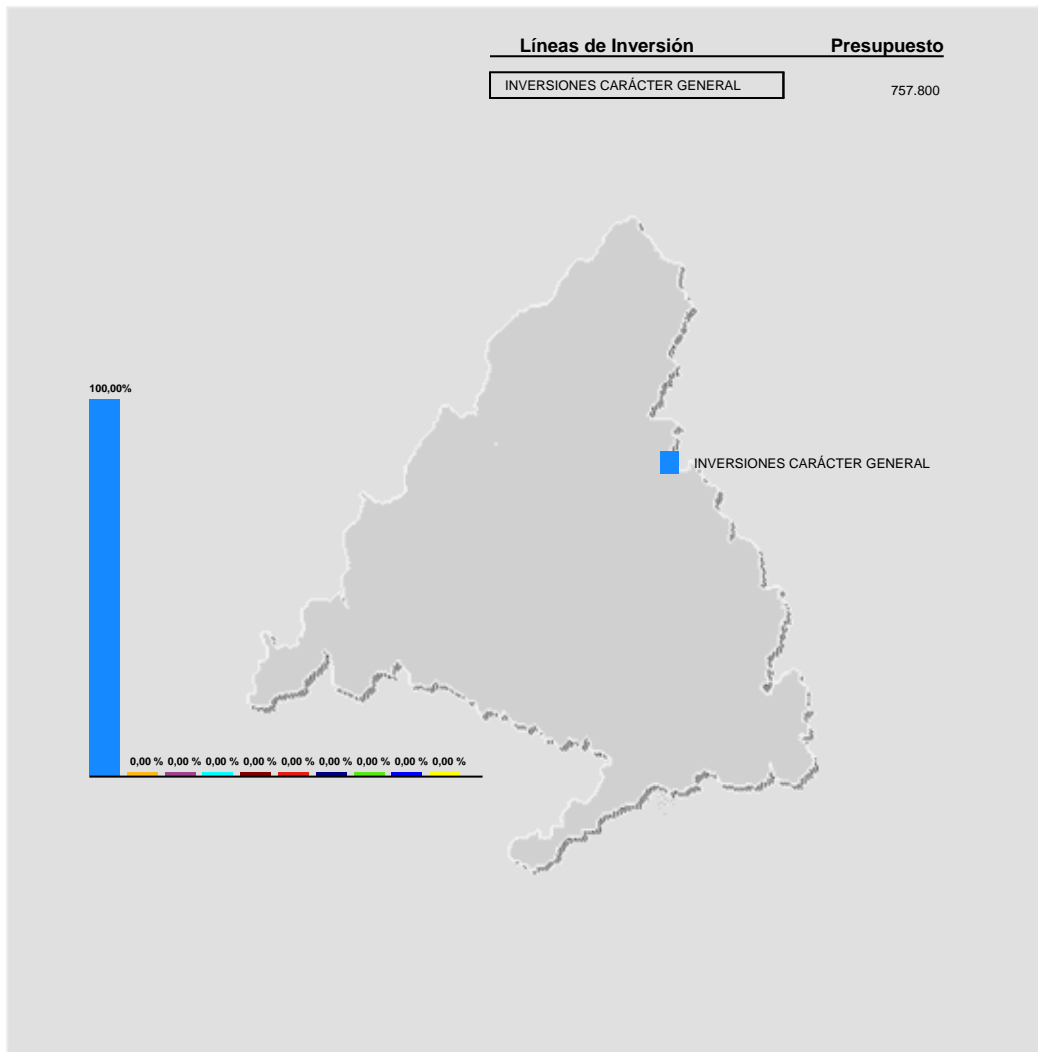 Líneas de Inversión Presupuesto
INVERSIONES CARÁCTER GENERAL 757.800
100,00%
INVERSIONES CARÁCTER GENERAL
0,00 % 0,00 % 0,00 % 0,00 % 0,00 % 0,00 % 0,00 % 0,00 % 0,00 %